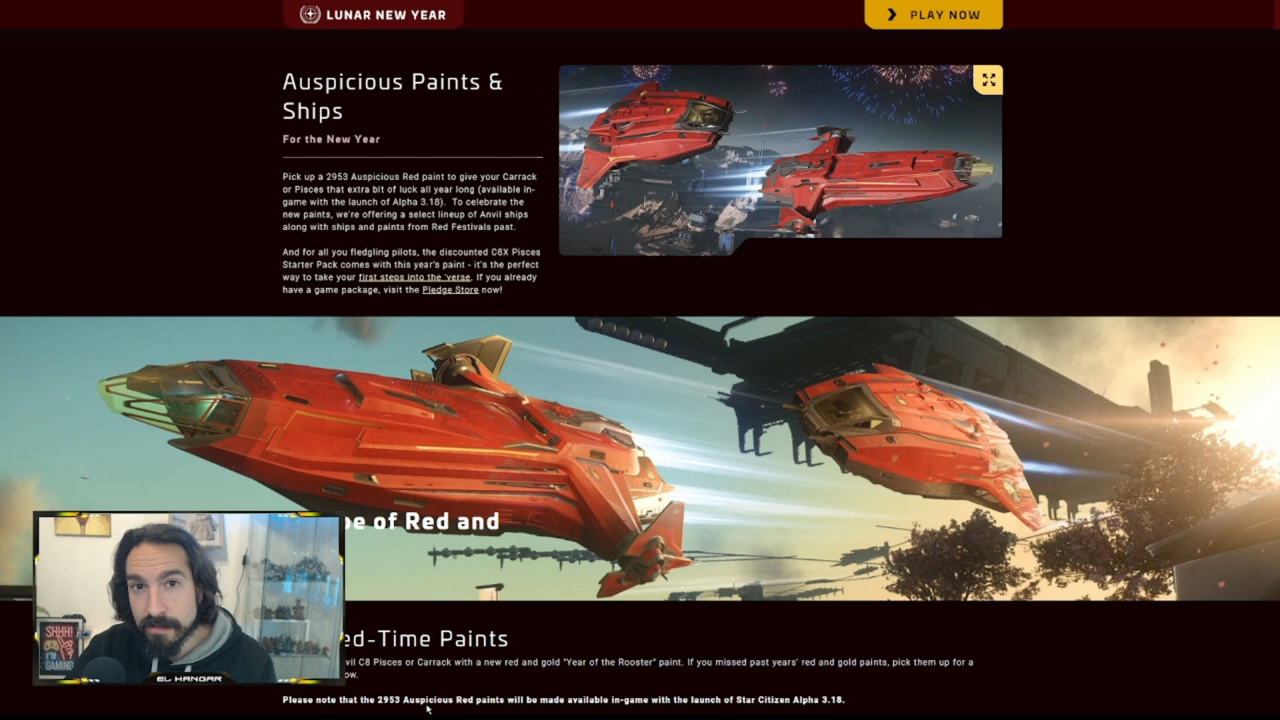 LUNAR NEW YEAR
PLAY NOW
Auspicious Paints &
Ships
For the New Year
Pick up a 2953 Auspicious Red paint to give your Carrack
or Pisces that extra bit of luck all year long (available in-
game with the launch of Alpha 3.18).  To celebrate the
new paints, we're offering a select lineup of Anvil ships
along with ships and paints from Red Festivals past.
And for all you fledgling pilots, the discounted C8X Pisces
Starter Pack comes with this year's paint - it's the perfect
way to take your first steps into the 'verse. If you already
have a game package, visit the Pledge Store now!
of Red and
ed-Time Paints
vil C8 Pisces or Carrack with a new red and gold "Year of the Rooster" paint. If you missed past years' red and gold paints, pick them up for a
ow.
SHHH!
I'M
GAMING
EL HANGAR
Please note that the 2953 Auspicious Red paints will be made available in-game with the launch of Star Citizen Alpha 3.18.